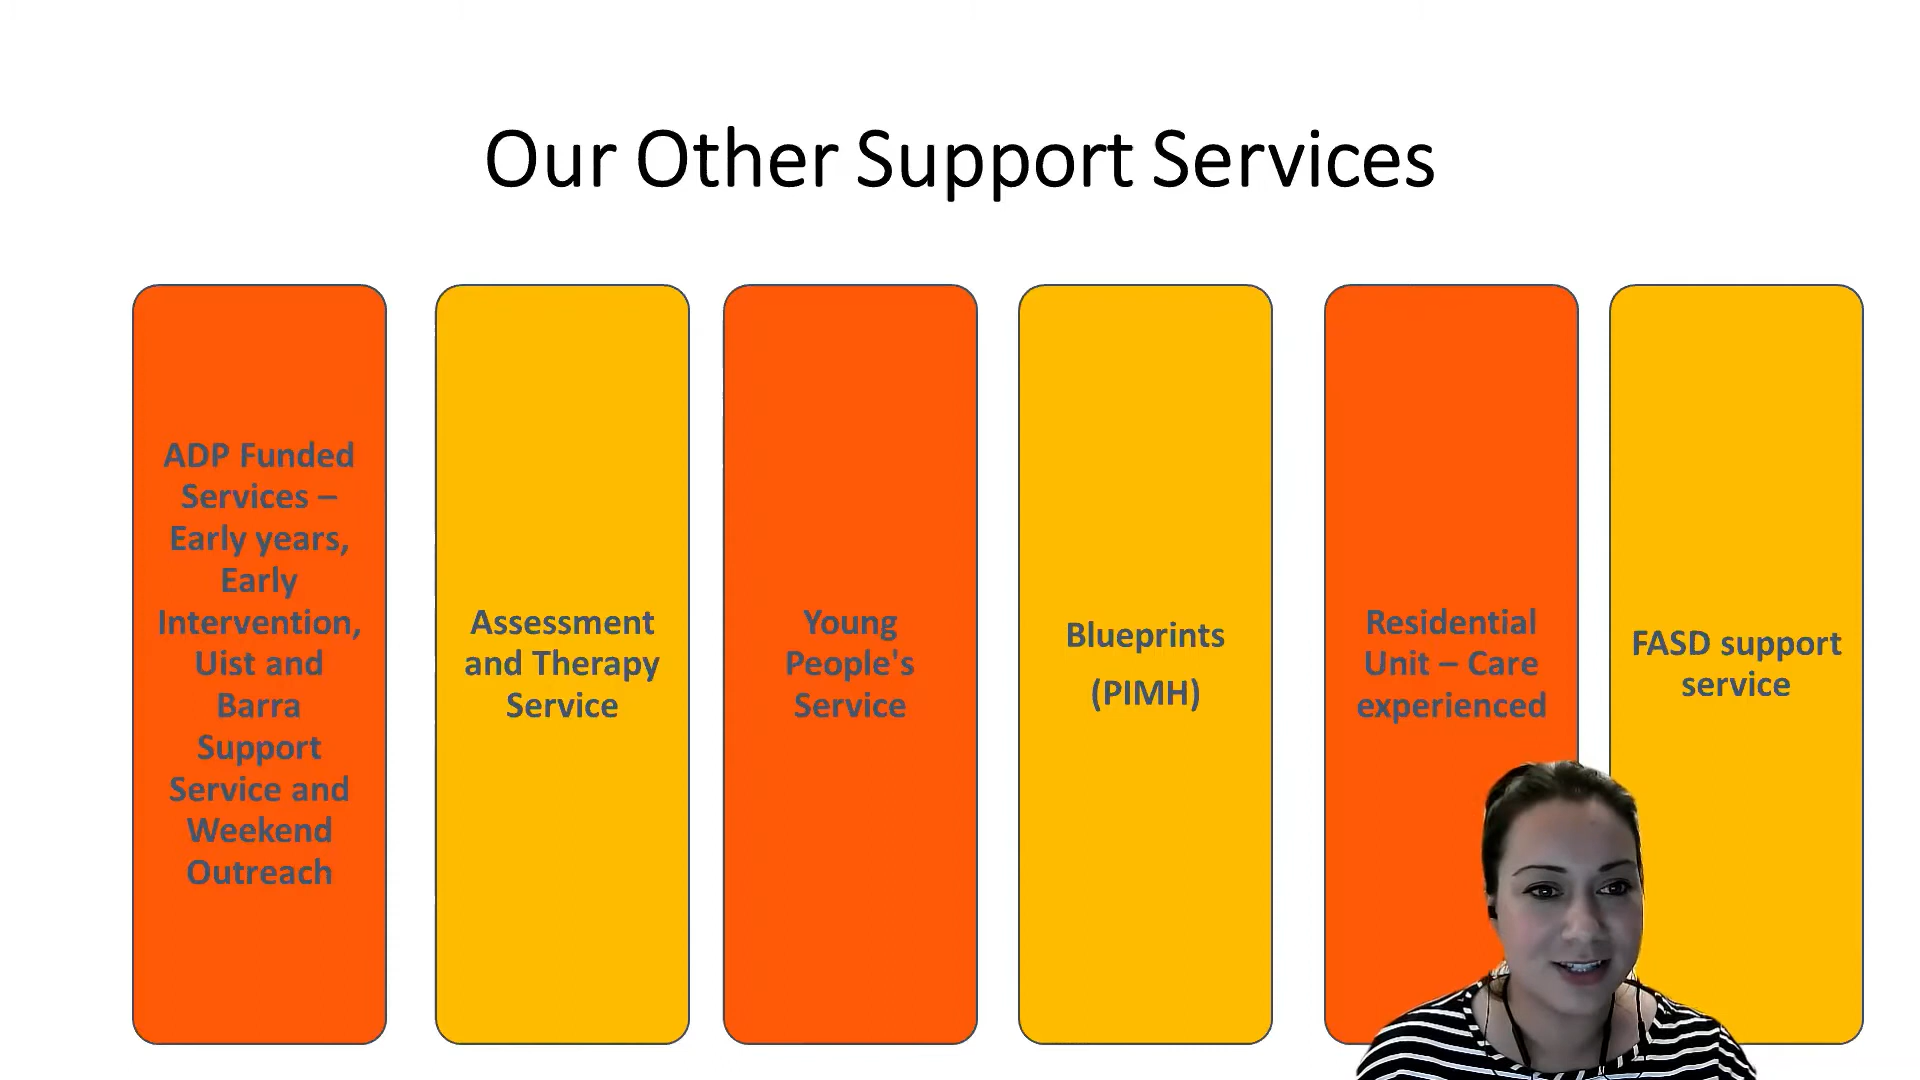 Our Other Support Services
ADP Funded
Services –
Early years,
Early
Intervention,
Uist and
Barra
Support
Service and
Weekend
Outreach
Assessment
and Therapy
Service
Young
People's
Service
Blueprints
(PIMH)
Residential
Unit – Care
experienced
FASD support
service